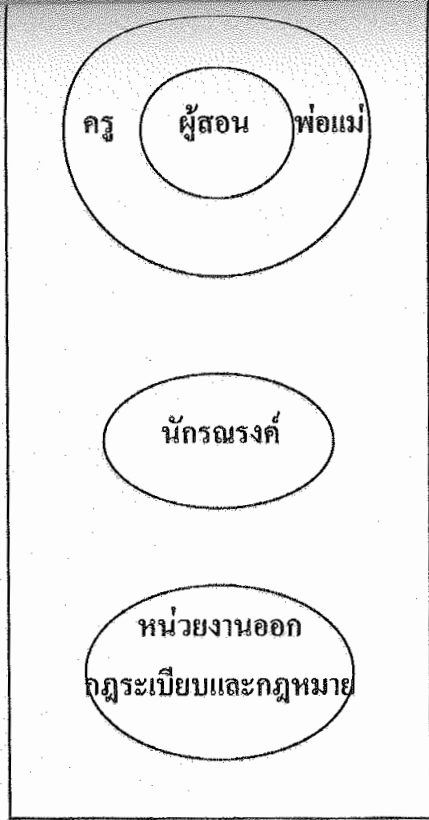 ครู ผู้สอน พ่อแม่
นักรณรงค์
หน่วยงานออก
กฎระเบียบและกฎหมาย